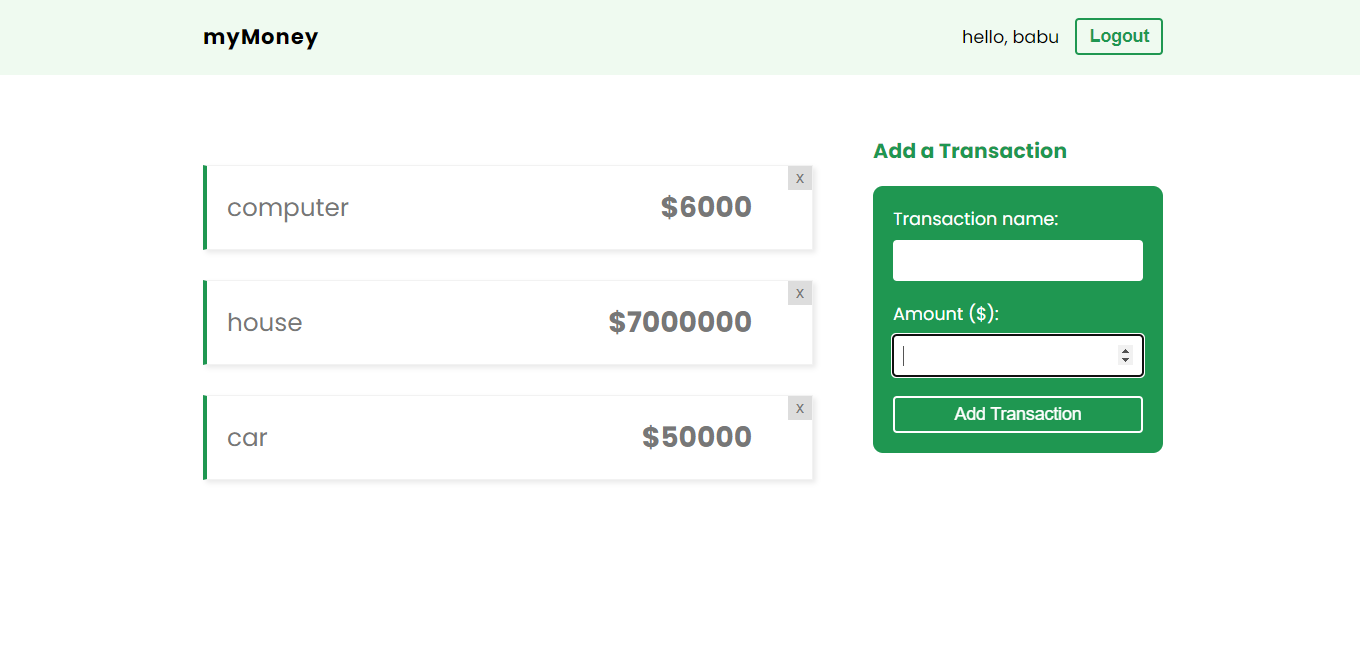 myMoney
hello, babu
Logout
x
computer
$6000
x
house
$7000000
x
car
$50000
Add a Transaction
Transaction name:
Amount ($):
Add Transaction